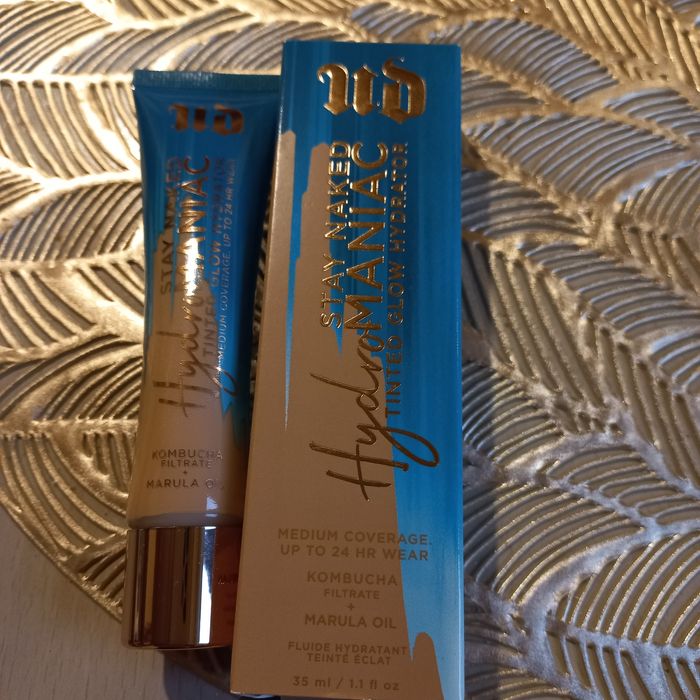 UD
STAY NAKED
HydroMANIAC
TINTED GLOW HYDRATOR
MEDIUM COVERAGE. UP TO 24 HR WEAR
KOMBUCHA
FILTRATE
+
MARULA OIL
UD
STAY NAKED
HydroMANIAC
TINTED GLOW HYDRATOR
MEDIUM COVERAGE.
UP TO 24 HR WEAR
KOMBUCHA
FILTRATE
+
MARULA OIL
FLUIDE HYDRATANT
TEINTÉ ÉCLAT
35 ml / 1.1 fl oz